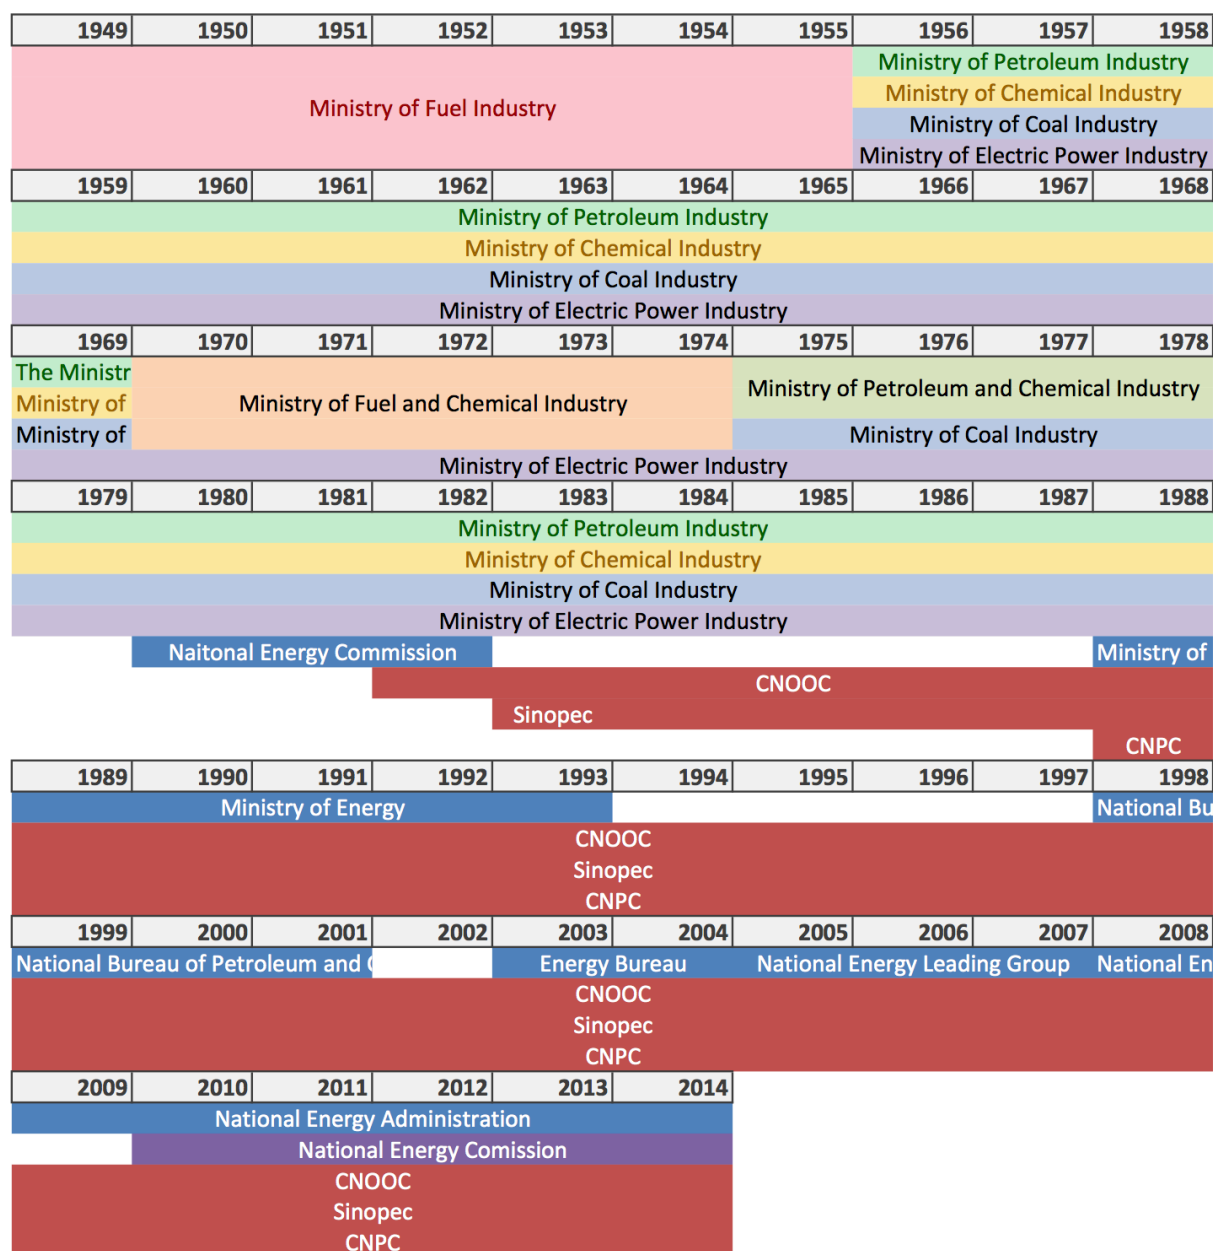 1949 1950 1951 1952 1953 1954 1955 1956 1957 1958
Ministry of Petroleum Industry
Ministry of Chemical Industry
Ministry of Fuel Industry
Ministry of Coal Industry
Ministry of Electric Power Industry
1959 1960 1961 1962 1963 1964 1965 1966 1967 1968
Ministry of Petroleum Industry
Ministry of Chemical Industry
Ministry of Coal Industry
Ministry of Electric Power Industry
1969 1970 1971 1972 1973 1974 1975 1976 1977 1978
The Ministr
Ministry of Petroleum and Chemical Industry
Ministry of Ministry of Fuel and Chemical Industry
Ministry of Ministry of Coal Industry
Ministry of Electric Power Industry
1979 1980 1981 1982 1983 1984 1985 1986 1987 1988
Ministry of Petroleum Industry
Ministry of Chemical Industry
Ministry of Coal Industry
Ministry of Electric Power Industry
Naitonal Energy Commission Ministry of
CNOOC
Sinopec
CNPC
1989 1990 1991 1992 1993 1994 1995 1996 1997 1998
Ministry of Energy National Bu
CNOOC
Sinopec
CNPC
1999 2000 2001 2002 2003 2004 2005 2006 2007 2008
National Bureau of Petroleum and Energy Bureau National Energy Leading Group National En
CNOOC
Sinopec
CNPC
2009 2010 2011 2012 2013 2014
National Energy Administration
National Energy Comission
CNOOC
Sinopec
CNPC